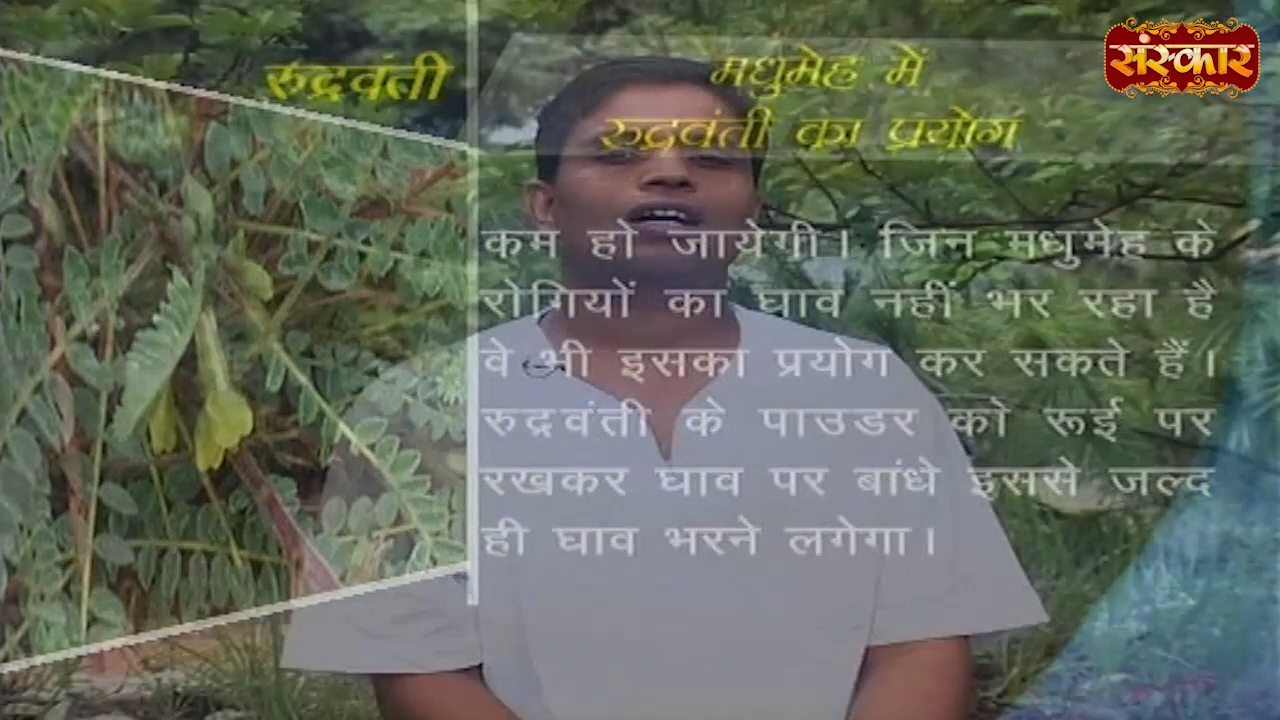 संस्कार
रुद्रवंती
मधुमेह में
रुद्रवंती का प्रयोग
कम हो जायेगी। जिन मधुमेह के
रोगियों का घाव नहीं भर रहा है
वे भी इसका प्रयोग कर सकते हैं।
रुद्रवंती के पाउडर को रूई पर
रखकर घाव पर बांधे इससे जल्द
ही घाव भरने लगेगा।